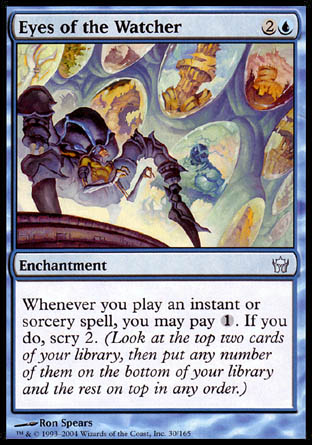 Eyes of the Watcher 2
Enchantment
Whenever you play an instant or
sorcery spell, you may pay 1. If you
do, scry 2. (Look at the top two cards
of your library, then put any number
of them on the bottom of your library
and the rest on top in any order.)
Ron Spears
™ & © 1993–2004 Wizards of the Coast, Inc. 30/165